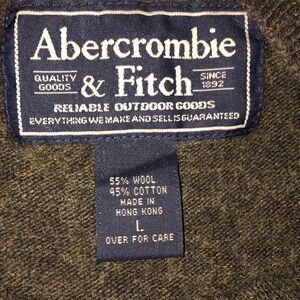 Abercrombie
QUALITY GOODS & Fitch SINCE 1892
RELIABLE OUTDOOR GOODS
EVERYTHING WE MAKE AND SELL IS GUARANTEED
55% WOOL
45% COTTON
MADE IN
HONG KONG
L
OVER FOR CARE